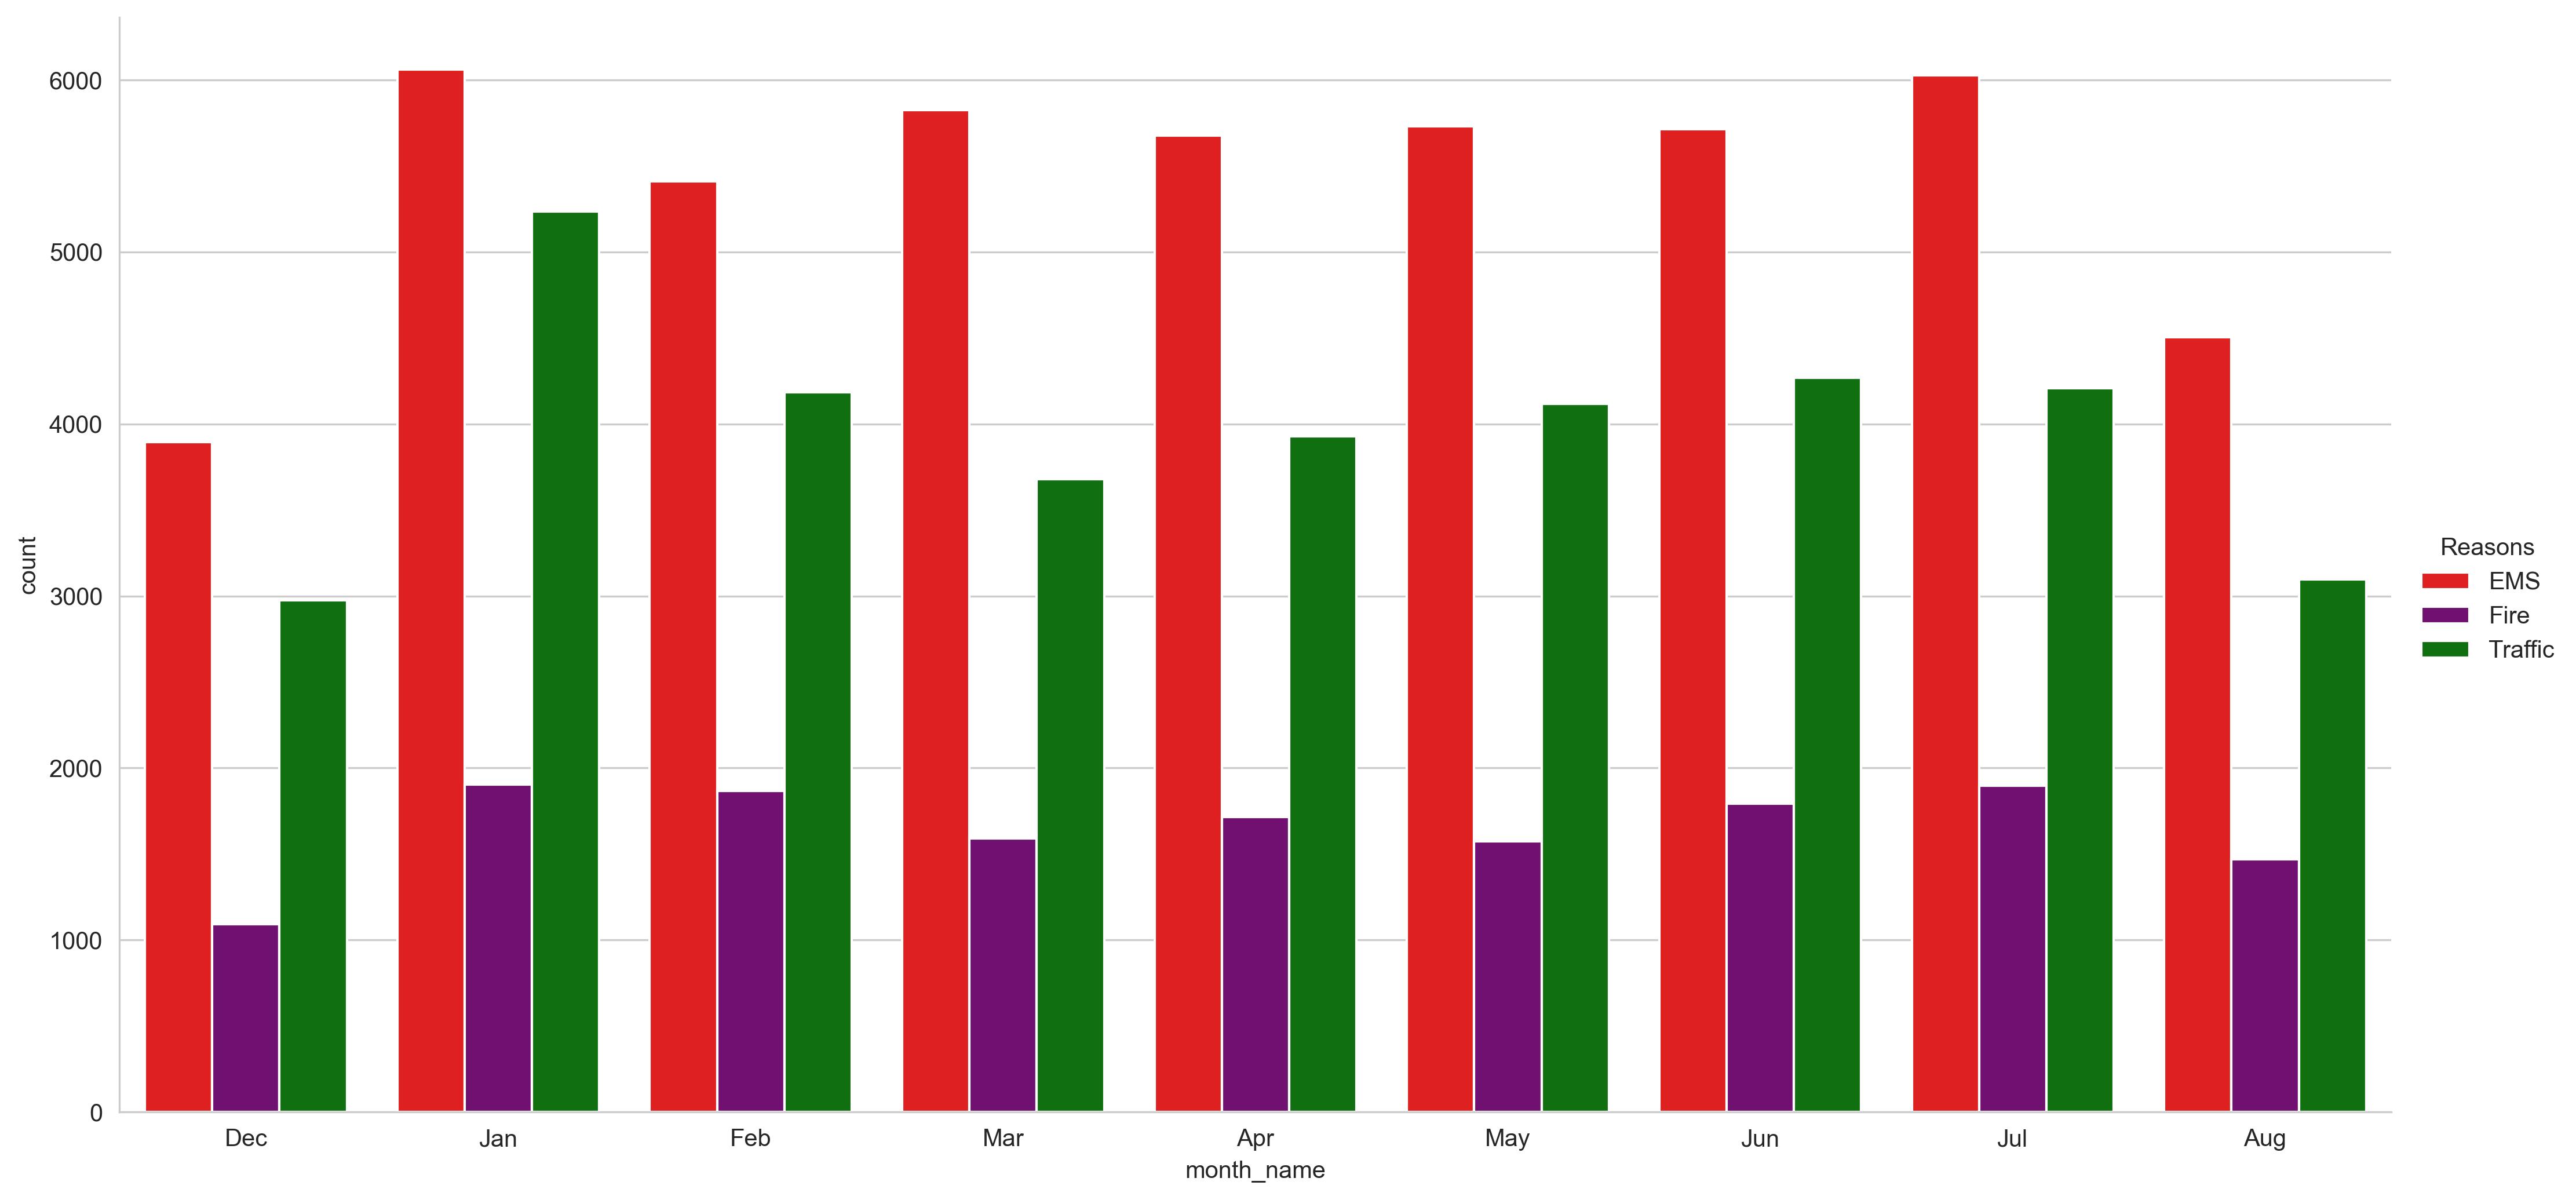 6000
5000
4000
3000
2000
1000
0
count
Dec Jan Feb Mar Apr May Jun Jul Aug
month_name
Reasons
EMS
Fire
Traffic